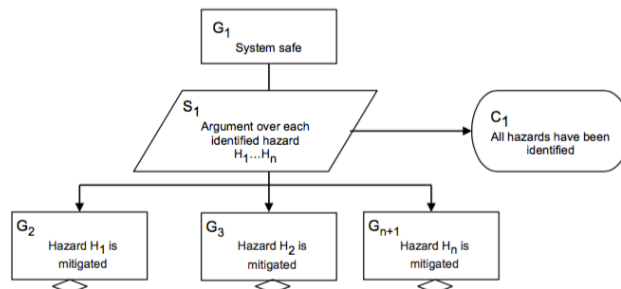 G1
System safe
S1
Argument over each
identified hazard
H1...Hn
C1
All hazards have been
identified
G2
Hazard H1 is
mitigated
G3
Hazard H2 is
mitigated
Gn+1
Hazard Hn is
mitigated